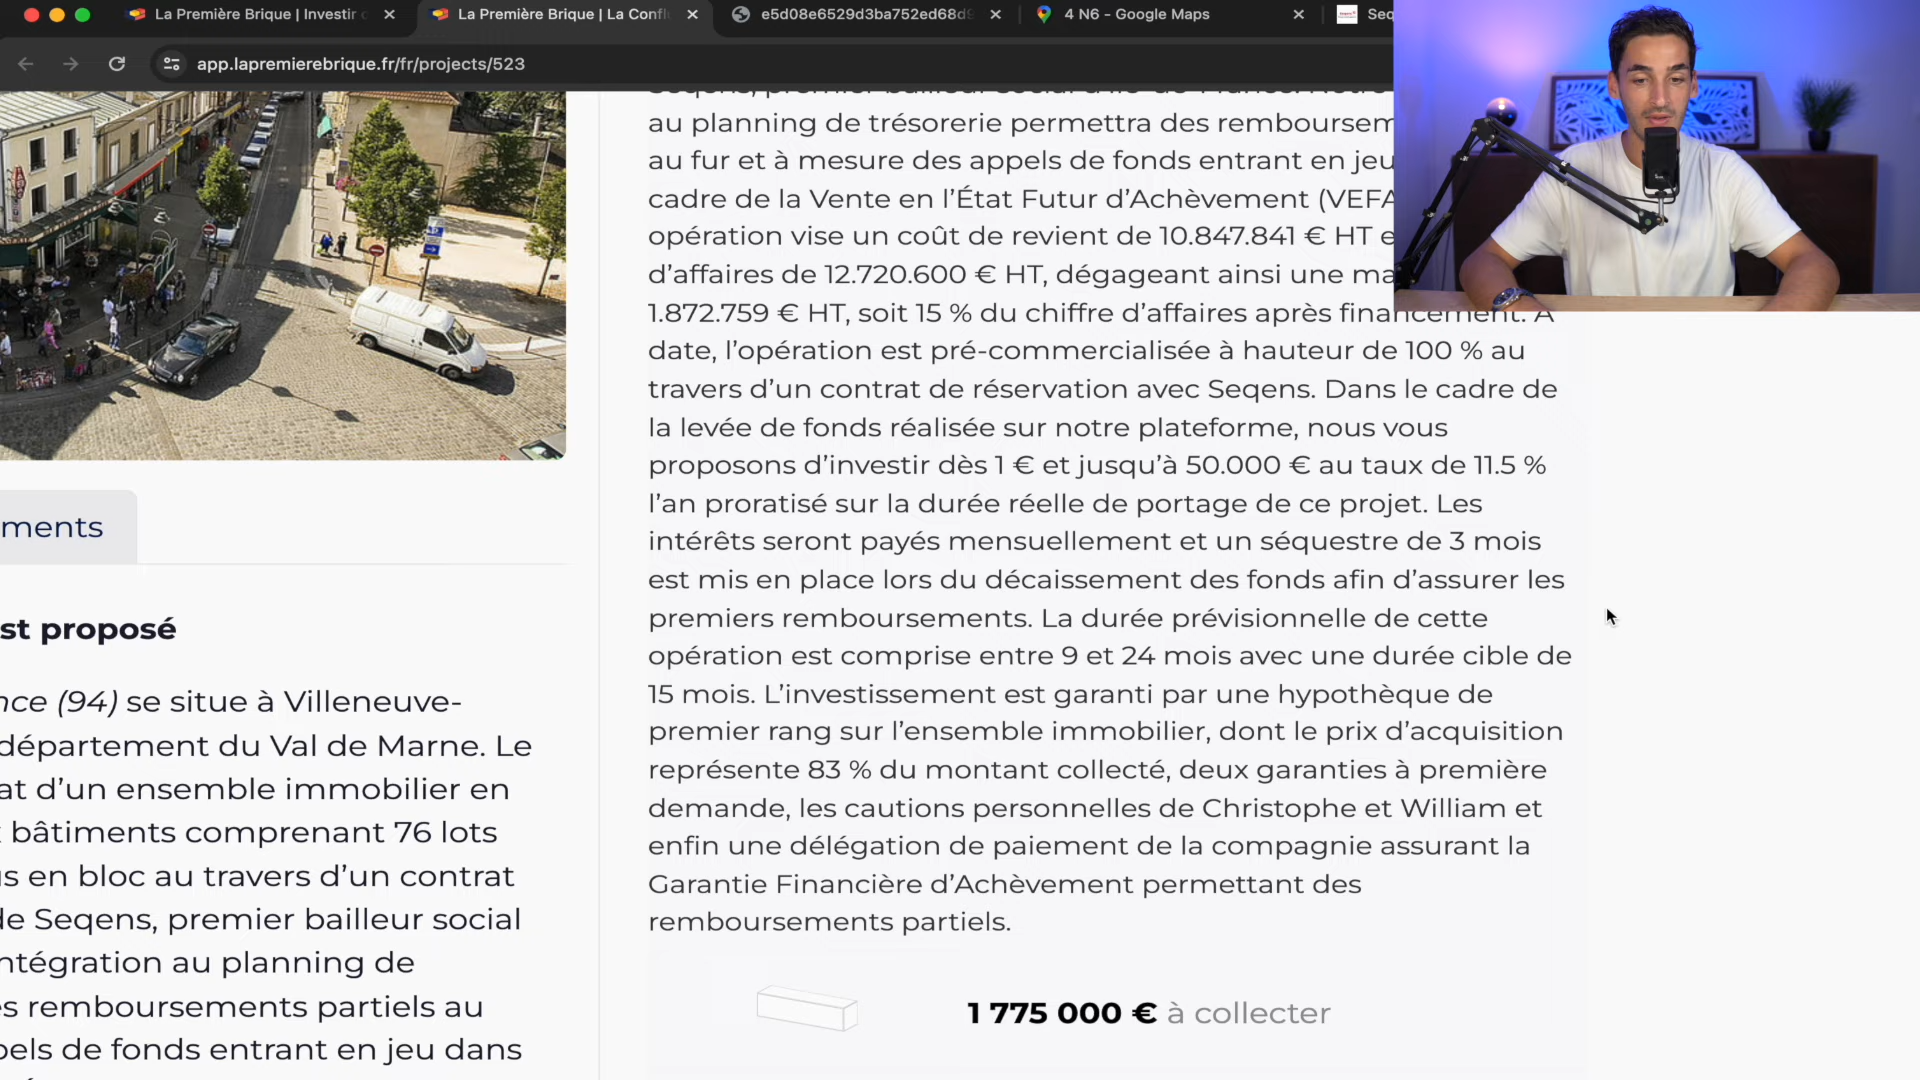 La Première Brique | Investir
La Première Brique | La Conf
e5d08e6529d3ba752ed68d
4 N6 - Google Maps
Seq
app.lapremierebrique.fr/fr/projects/523
au planning de trésorerie permettra des remboursem
au fur et à mesure des appels de fonds entrant en jeu
cadre de la Vente en l’État Futur d’Achèvement (VEFA
opération vise un coût de revient de 10.847.841 € HT e
d’affaires de 12.720.600 € HT, dégageant ainsi une ma
1.872.759 € HT, soit 15 % du chiffre d’affaires après financement. À
date, l’opération est pré-commercialisée à hauteur de 100 % au
travers d’un contrat de réservation avec Seqens. Dans le cadre de
la levée de fonds réalisée sur notre plateforme, nous vous
proposons d’investir dès 1 € et jusqu’à 50.000 € au taux de 11.5 %
l’an proratisé sur la durée réelle de portage de ce projet. Les
intérêts seront payés mensuellement et un séquestre de 3 mois
est mis en place lors du décaissement des fonds afin d’assurer les
premiers remboursements. La durée prévisionnelle de cette
opération est comprise entre 9 et 24 mois avec une durée cible de
15 mois. L’investissement est garanti par une hypothèque de
premier rang sur l’ensemble immobilier, dont le prix d’acquisition
représente 83 % du montant collecté, deux garanties à première
demande, les cautions personnelles de Christophe et William et
enfin une délégation de paiement de la compagnie assurant la
Garantie Financière d’Achèvement permettant des
remboursements partiels.
1 775 000 € à collecter
ments
st proposé
nce (94) se situe à Villeneuve-
département du Val de Marne. Le
at d’un ensemble immobilier en
bâtiments comprenant 76 lots
s en bloc au travers d’un contrat
de Seqens, premier bailleur social
ntégration au planning de
es remboursements partiels au
pels de fonds entrant en jeu dans